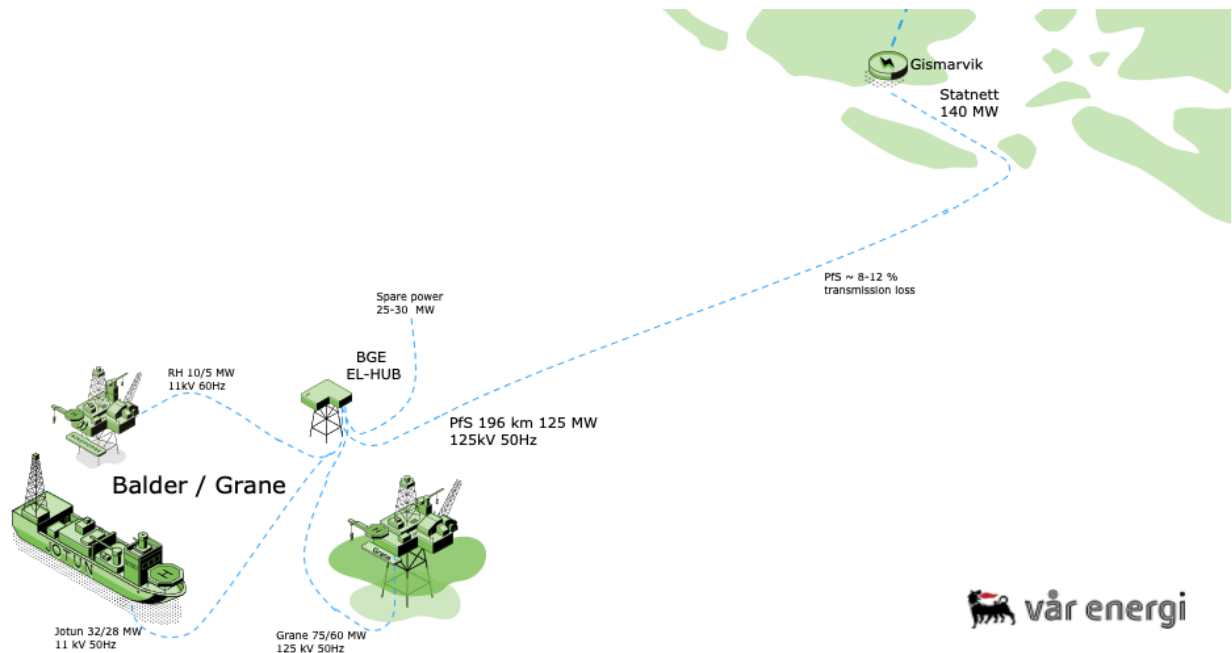 Gismarvik
Statnett
140 MW
PfS ~ 8-12 %
transmission loss
Spare power
25-30 MW
BGE
EL-HUB
RH 10/5 MW
11kV 60Hz
PfS 196 km 125 MW
125kV 50Hz
Balder / Grane
JOTUN
H
Grane
H
Jotun 32/28 MW
11 kV 50Hz
Grane 75/60 MW
125 kV 50Hz
vår energi